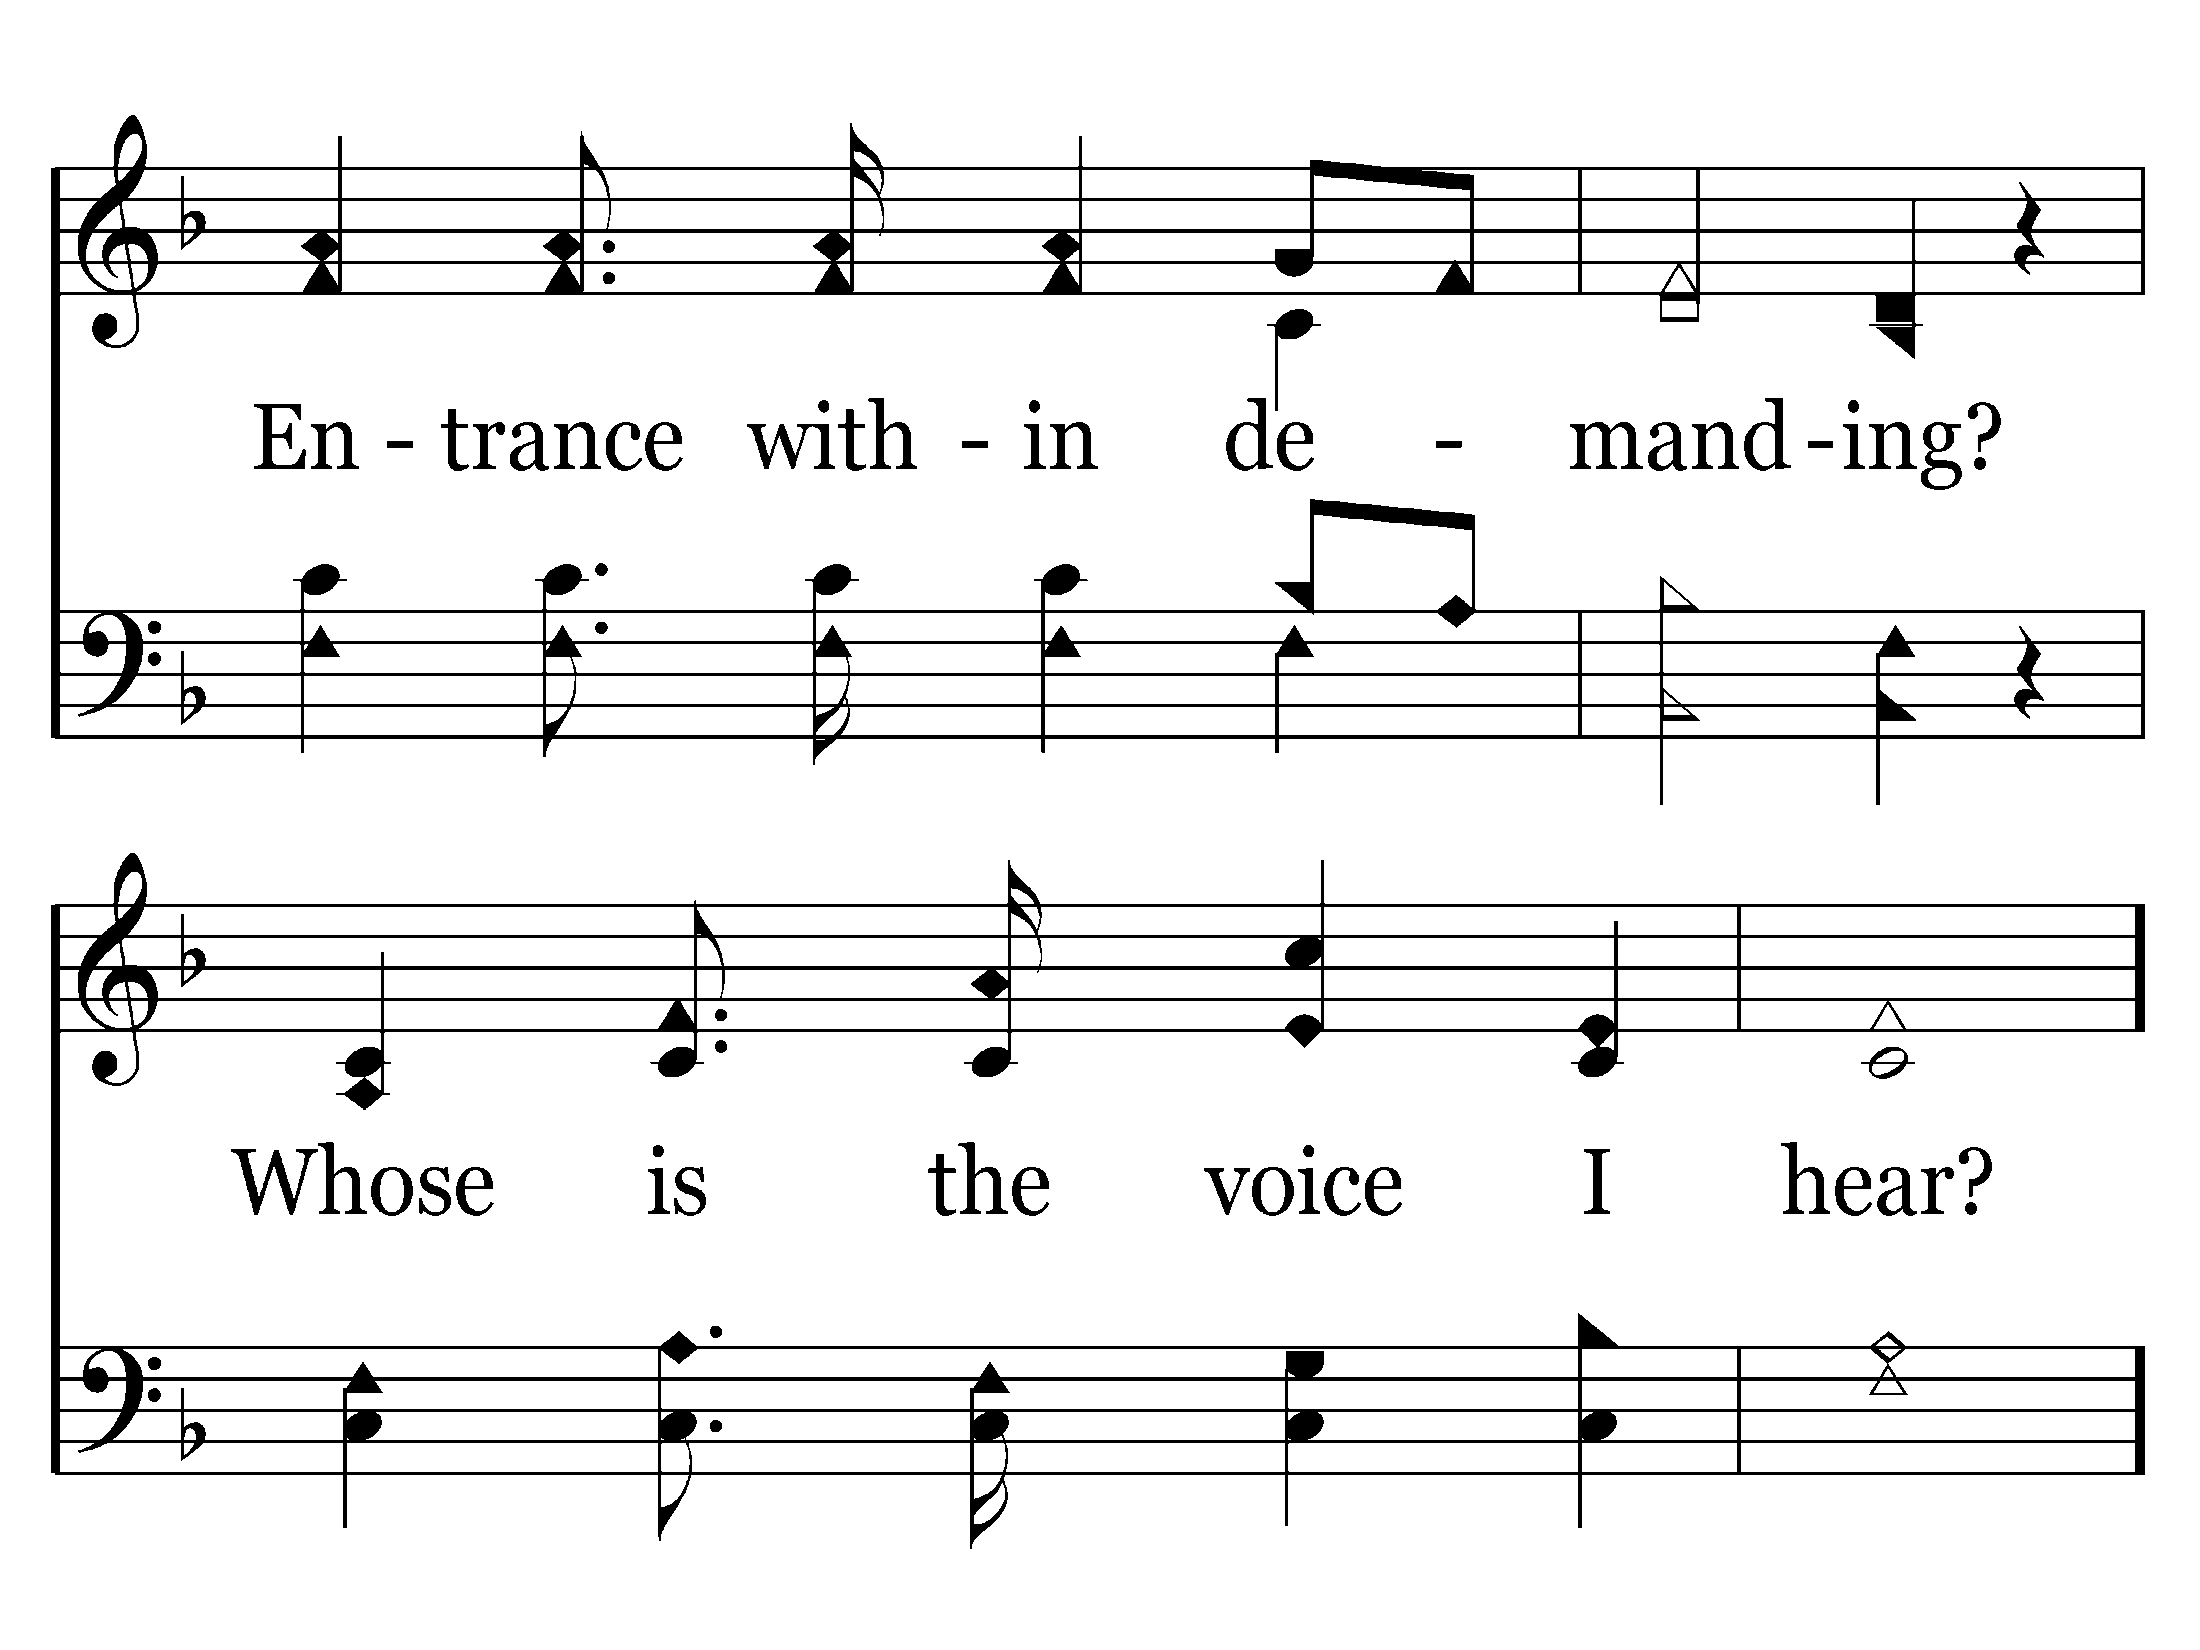 En - trance with - in de - mand - ing?
Whose is the voice I hear?